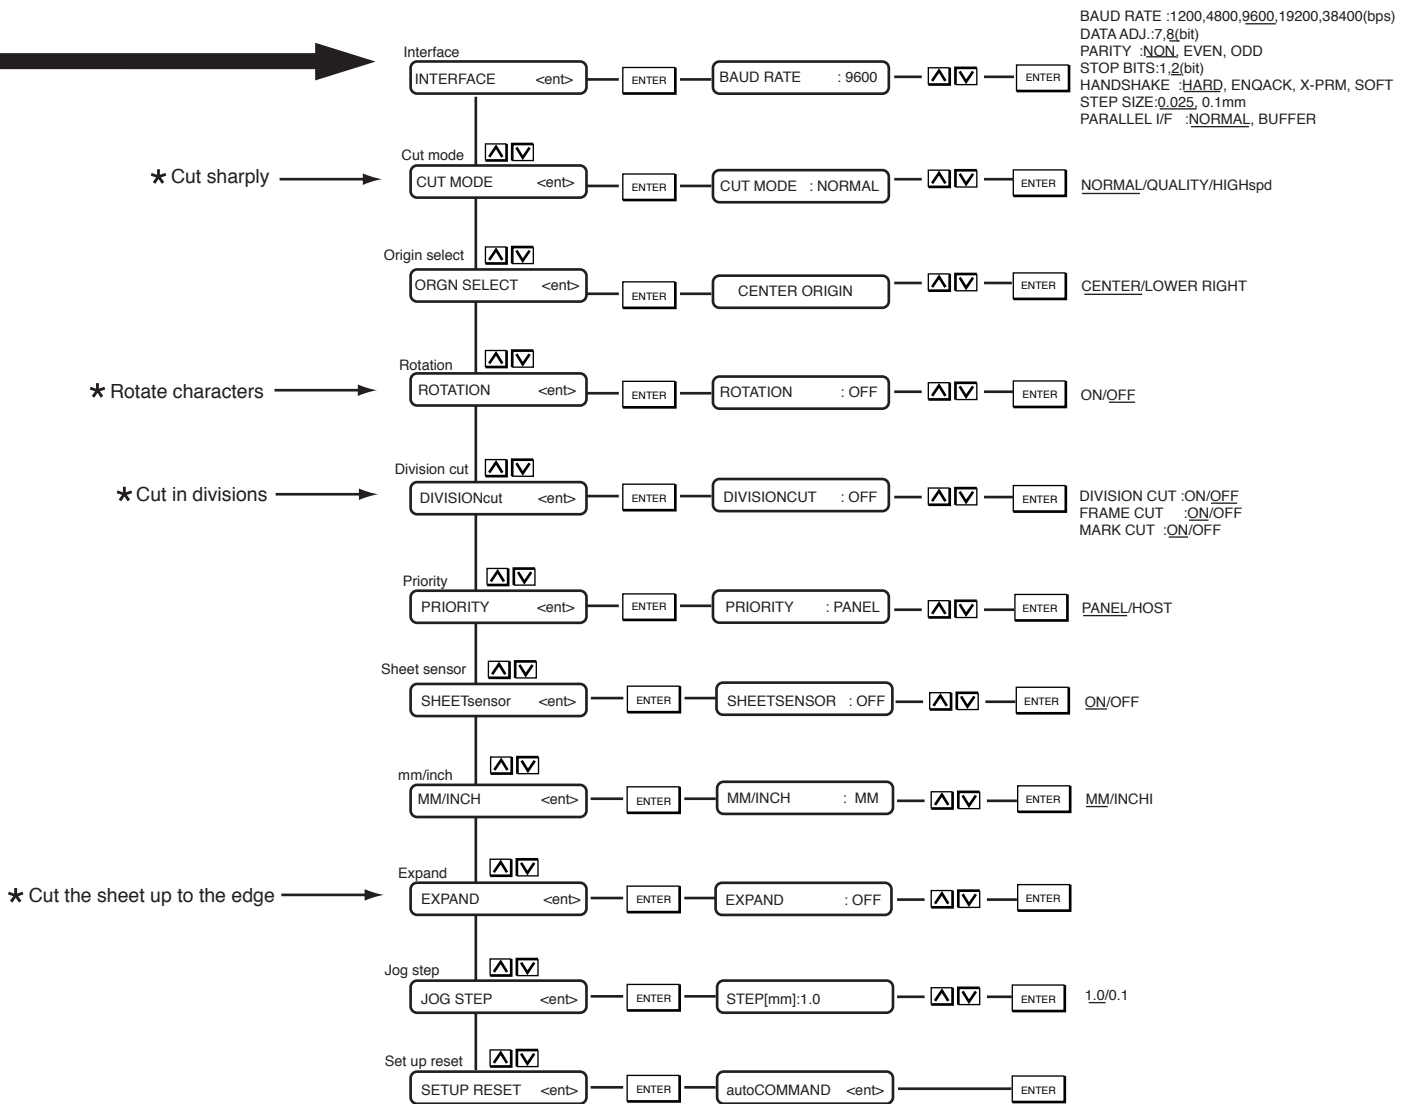 BAUD RATE :1200,4800,9600,19200,38400(bps)
DATA ADJ.:7,8(bit)
PARITY :NON, EVEN, ODD
STOP BITS:1,2(bit)
HANDSHAKE :HARD, ENQACK, X-PRM, SOFT
STEP SIZE:0.025, 0.1mm
PARALLEL I/F :NORMAL, BUFFER
Interface
INTERFACE <ent> ENTER BAUD RATE : 9600 ENTER
Cut mode
* Cut sharply CUT MODE <ent> ENTER CUT MODE : NORMAL ENTER NORMAL/QUALITY/HIGHspd
Origin select
ORGN SELECT <ent> ENTER CENTER ORIGIN ENTER CENTER/LOWER RIGHT
Rotation
* Rotate characters ROTATION <ent> ENTER ROTATION : OFF ENTER ON/OFF
Division cut
* Cut in divisions DIVISIONcut <ent> ENTER DIVISIONCUT : OFF ENTER DIVISION CUT :ON/OFF
FRAME CUT :ON/OFF
MARK CUT :ON/OFF
Priority
PRIORITY <ent> ENTER PRIORITY : PANEL ENTER PANEL/HOST
Sheet sensor
SHEETsensor <ent> ENTER SHEETSENSOR : OFF ENTER ON/OFF
mm/inch
MM/INCH <ent> ENTER MM/INCH : MM ENTER MM/INCHI
Expand
* Cut the sheet up to the edge EXPAND <ent> ENTER EXPAND : OFF ENTER
Jog step
JOG STEP <ent> ENTER STEP[mm]:1.0 ENTER 1.0/0.1
Set up reset
SETUP RESET <ent> ENTER autoCOMMAND <ent> ENTER